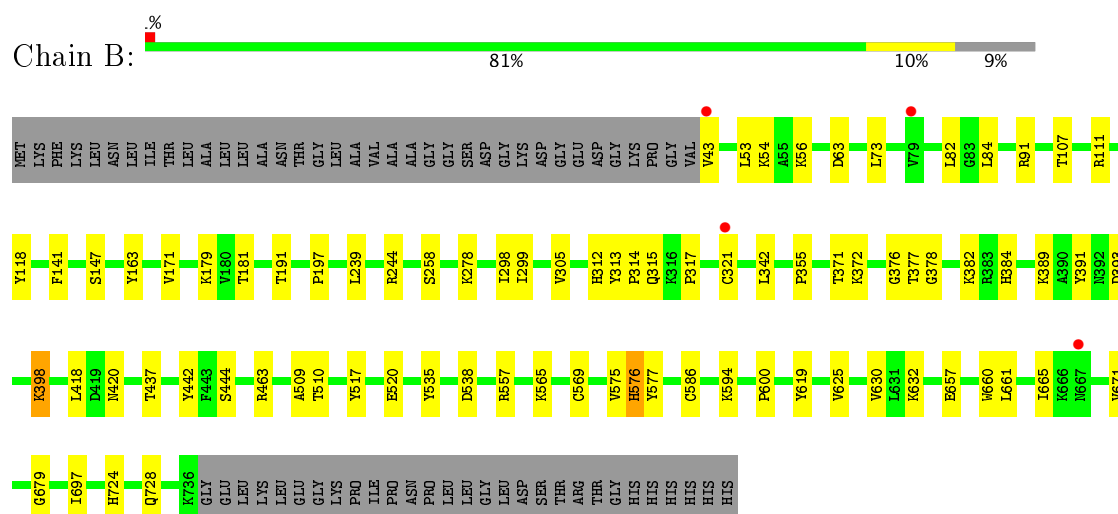 .%
Chain B:
81% 10% 9%
MET LYS PHE LYS LEU ASN LEU ILE THR LEU ALA LEU LEU ALA ASN THR GLY LEU ALA VAL ALA ALA GLY GLY SER ASP GLY LYS ASP GLY GLU ASP GLY LYS PRO GLY VAL V43 L53 K54 A55 K56 D63 L73 V79 L82 G83 L84 R91 T107 R111
Y118 F141 S147 Y163 V171 K179 V180 T181 T191 P197 L239 R244 S258 K278 I298 I299 V305 H312 Y313 P314 Q315 K316 P317 C321 L342 P355 T371 K372 G376 T377 G378 K382 R383 H384 K389 A390 Y391 N392
K398 L418 D419 N420 T437 Y442 F443 S444 R463 A509 T510 Y517 E520 Y535 D538 R557 K565 C569 V575 H576 Y577 C586 K594 P600 Y619 V625 V630 L631 K632 E657 W660 L661 I665 K666 N667 V671
G679 I697 H724 Q728 K736 GLY GLU LEU LYS LEU GLU GLY LYS PRO ILE PRO ASN PRO LEU LEU GLY LEU ASP SER THR ARG THR GLY HIS HIS HIS HIS HIS HIS